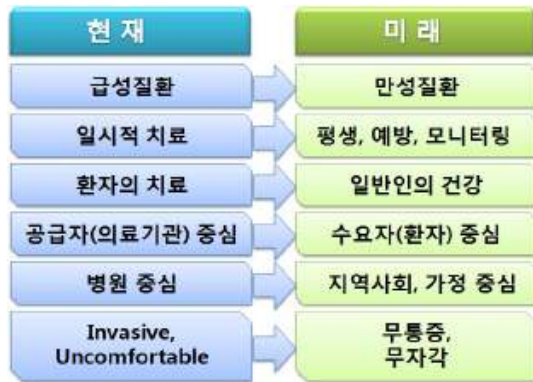 현 재
미 래
급성질환
만성질환
일시적 치료
평생, 예방, 모니터링
환자의 치료
일반인의 건강
공급자(의료기관) 중심
수요자(환자) 중심
병원 중심
지역사회, 가정 중심
Invasive,
Uncomfortable
무통증,
무자각